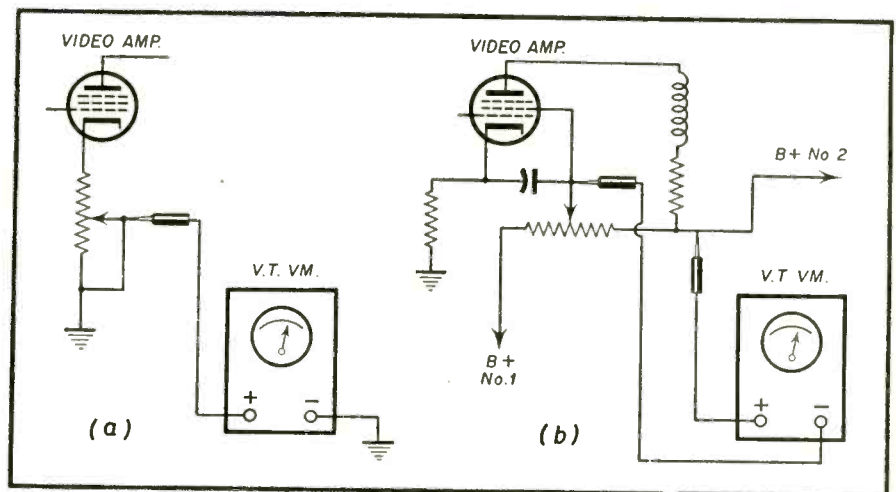 VIDEO AMP.
V.T. VM.
+
−
(a)
VIDEO AMP.
B+ No 2
B+
No.1
V.T VM.
+
−
(b)